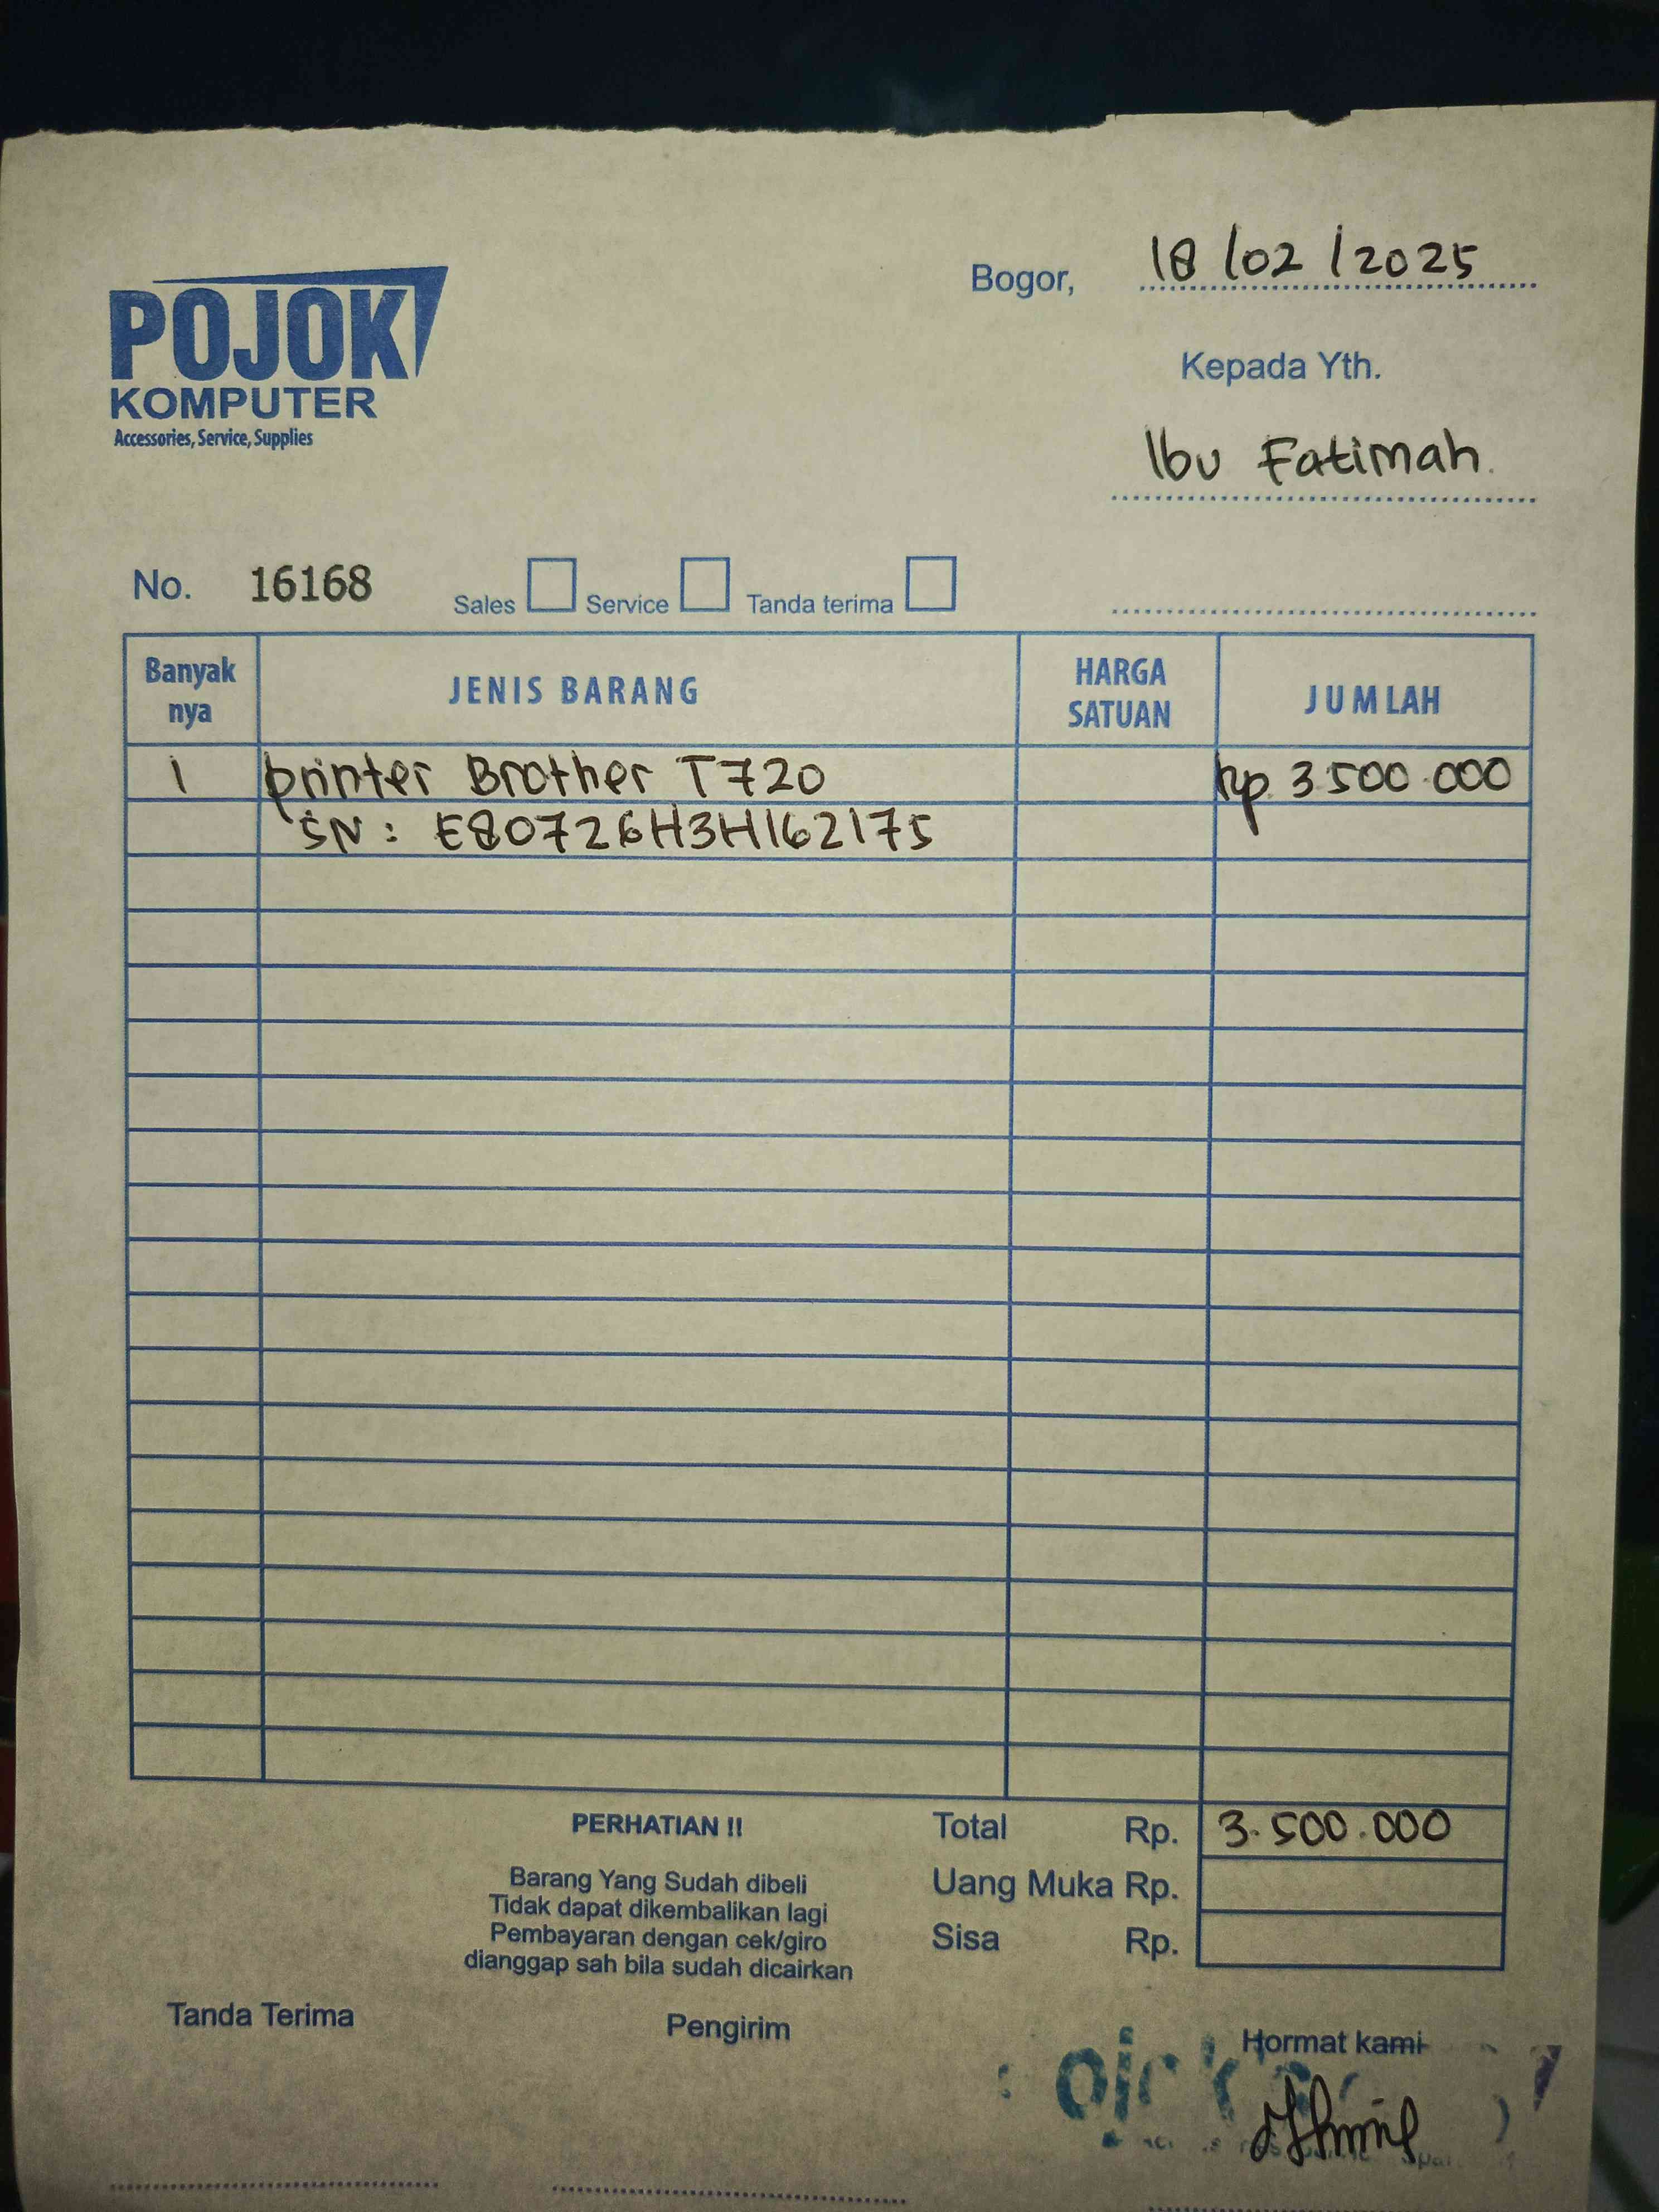 Bogor, 18/02/2025
POJOK
KOMPUTER
Accessories, Service, Supplies
Kepada Yth.
Ibu Fatimah
No. 16168 Sales Service Tanda terima
Banyak nya JENIS BARANG HARGA SATUAN JUMLAH
1 printer Brother T720 Rp 3.500.000
SN: E80726H3H162175
PERHATIAN !!
Barang Yang Sudah dibeli
Tidak dapat dikembalikan lagi
Pembayaran dengan cek/giro
dianggap sah bila sudah dicairkan
Total Rp. 3.500.000
Uang Muka Rp.
Sisa Rp.
Tanda Terima Pengirim Hormat kami